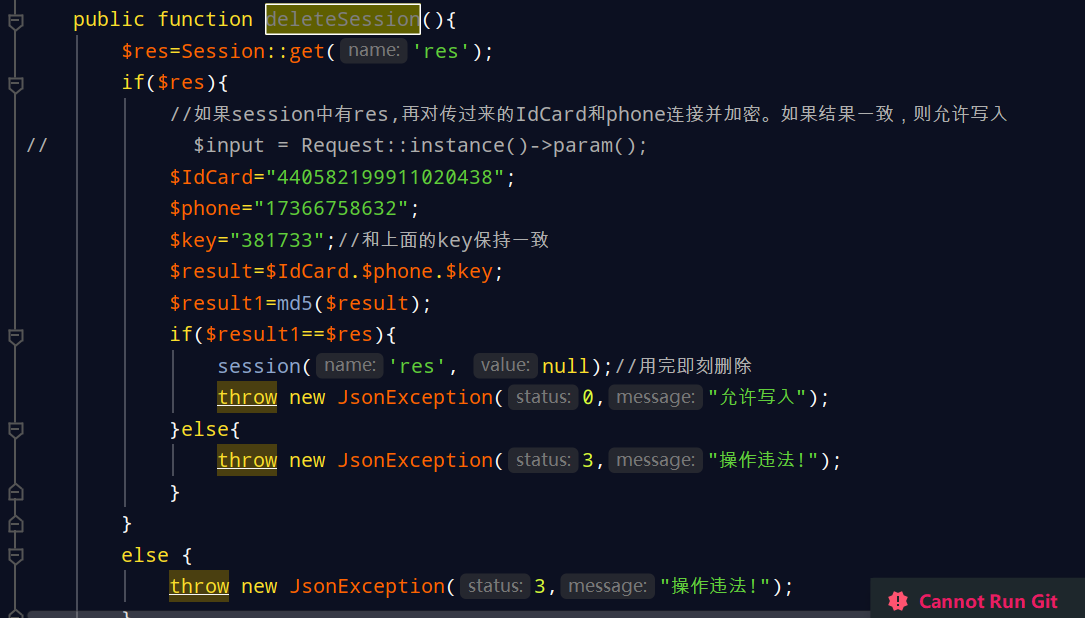 public function deleteSession(){
$res=Session::get( name: 'res');
if($res){
//如果session中有res,再对传过来的IdCard和phone连接并加密。如果结果一致，则允许写入
// $input = Request::instance()->param();
$IdCard="440582199911020438";
$phone="17366758632";
$key="381733";//和上面的key保持一致
$result=$IdCard.$phone.$key;
$result1=md5($result);
if($result1==$res){
session( name: 'res', value: null);//用完即刻删除
throw new JsonException( status: 0, message: "允许写入");
}else{
throw new JsonException( status: 3, message: "操作违法!");
}
}
else {
throw new JsonException( status: 3, message: "操作违法!");
}
Cannot Run Git